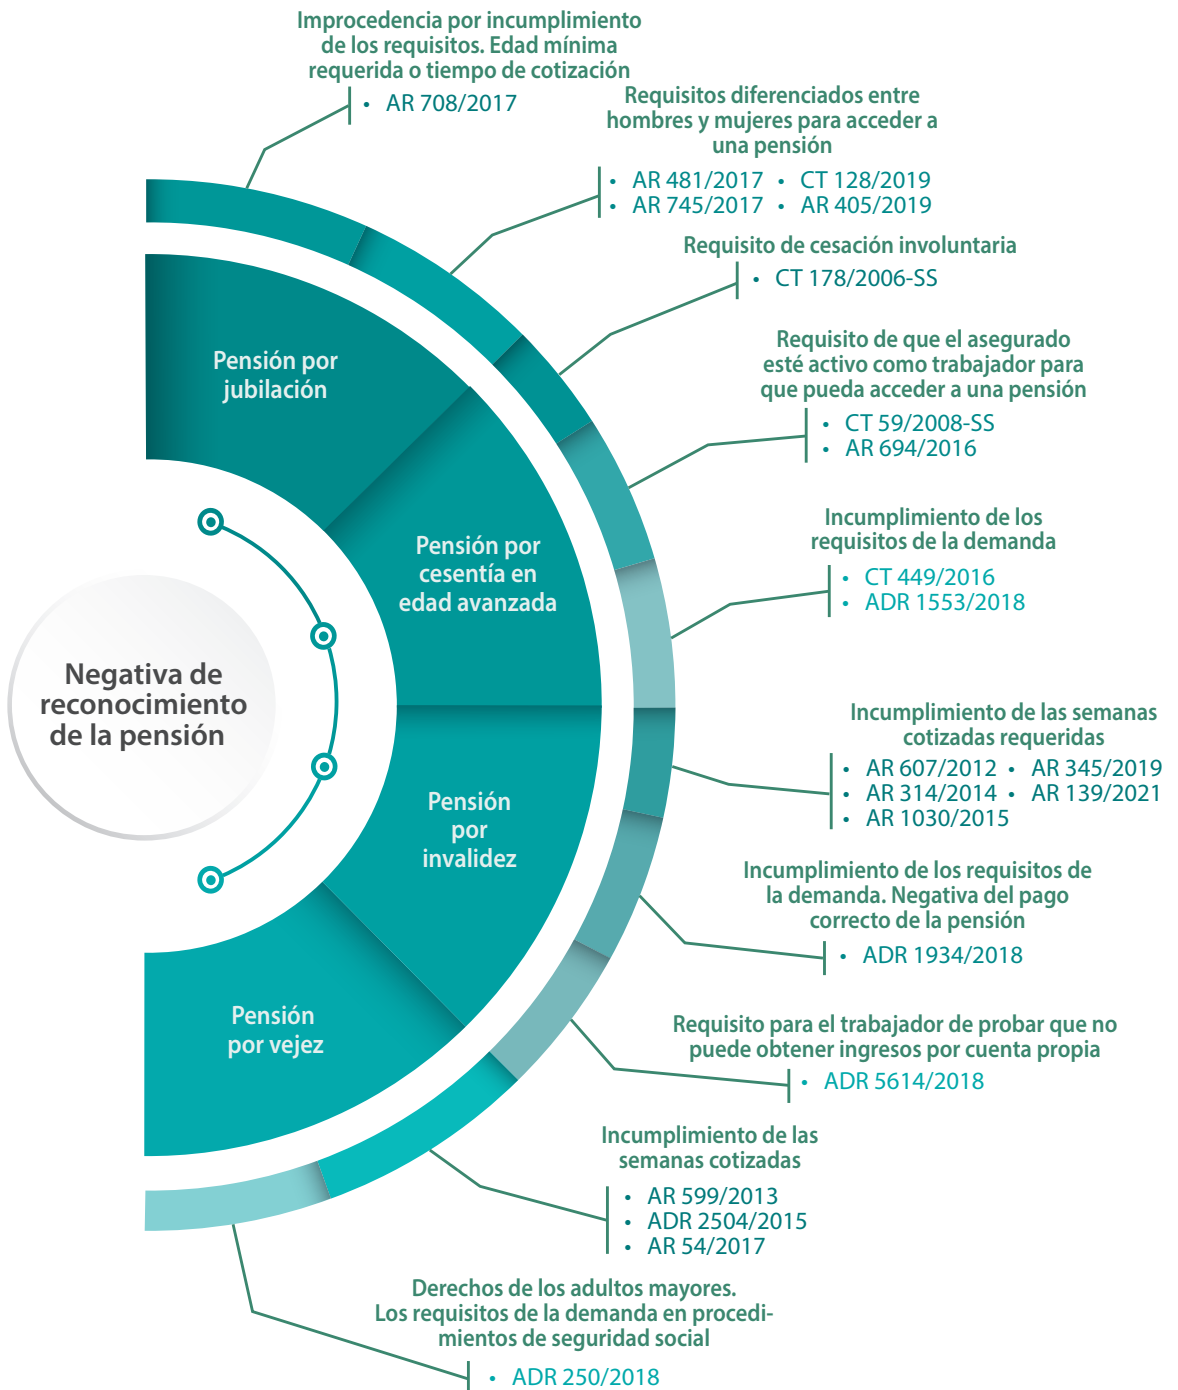 Improcedencia por incumplimiento
de los requisitos. Edad mínima
requerida o tiempo de cotización
• AR 708/2017
Requisitos diferenciados entre
hombres y mujeres para acceder a
una pensión
• AR 481/2017 • CT 128/2019
• AR 745/2017 • AR 405/2019
Requisito de cesación involuntaria
• CT 178/2006-SS
Requisito de que el asegurado
esté activo como trabajador para
que pueda acceder a una pensión
• CT 59/2008-SS
• AR 694/2016
Incumplimiento de los
requisitos de la demanda
• CT 449/2016
• ADR 1553/2018
Incumplimiento de las semanas
cotizadas requeridas
• AR 607/2012 • AR 345/2019
• AR 314/2014 • AR 139/2021
• AR 1030/2015
Incumplimiento de los requisitos de
la demanda. Negativa del pago
correcto de la pensión
• ADR 1934/2018
Requisito para el trabajador de probar que no
puede obtener ingresos por cuenta propia
• ADR 5614/2018
Incumplimiento de las
semanas cotizadas
• AR 599/2013
• ADR 2504/2015
• AR 54/2017
Derechos de los adultos mayores.
Los requisitos de la demanda en procedi-
mientos de seguridad social
• ADR 250/2018
Pensión por
jubilación
Pensión por
cesentía en
edad avanzada
Pensión
por
invalidez
Pensión
por vejez
Negativa de
reconocimiento
de la pensión